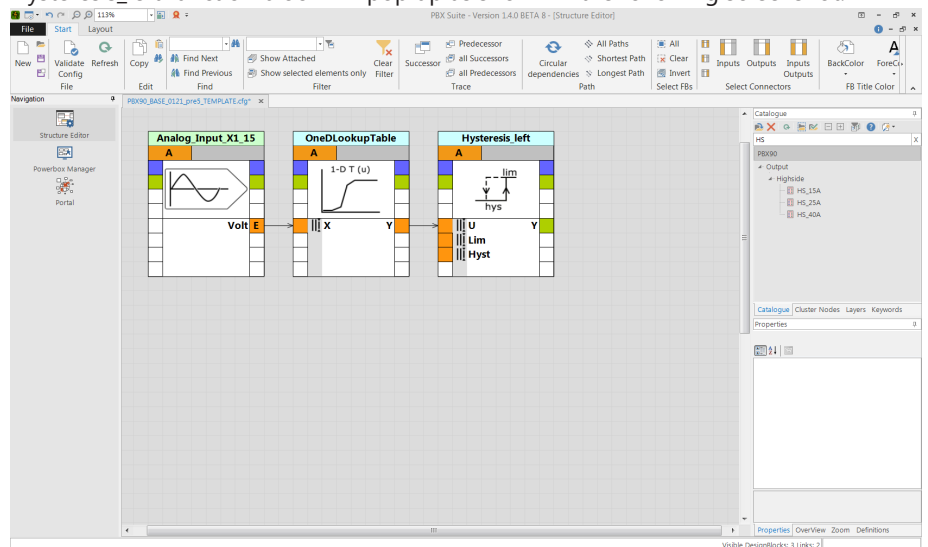 113%
PBX Suite - Version 1.4.0 BETA 8 - [Structure Editor]
File Start Layout
New Validate Config Refresh
File
Copy
Edit
Find Next
Find Previous
Find
Show Attached
Show selected elements only
Clear Filter
Filter
Successor
Predecessor
all Successors
all Predecessors
Trace
Circular dependencies
All Paths
Shortest Path
Longest Path
Path
All
Clear
Invert
Select FBs
Inputs Outputs Inputs Outputs
Select Connectors
BackColor
FB Title Color
Navigation
Structure Editor
Powerbox Manager
Portal
PBX90_BASE_0121_pre5_TEMPLATE.cfg* x
Analog_Input_X1_15
A
Volt E
OneDLookupTable
A
1-D T (u)
X Y
Hysteresis_left
A
lim
hys
U Y
Lim
Hyst
Catalogue
HS X
PBX90
Output
Highside
HS_15A
HS_25A
HS_40A
Catalogue Cluster Nodes Layers Keywords
Properties
Properties OverView Zoom Definitions
Visible DesignBlocks: 3 Links: 2